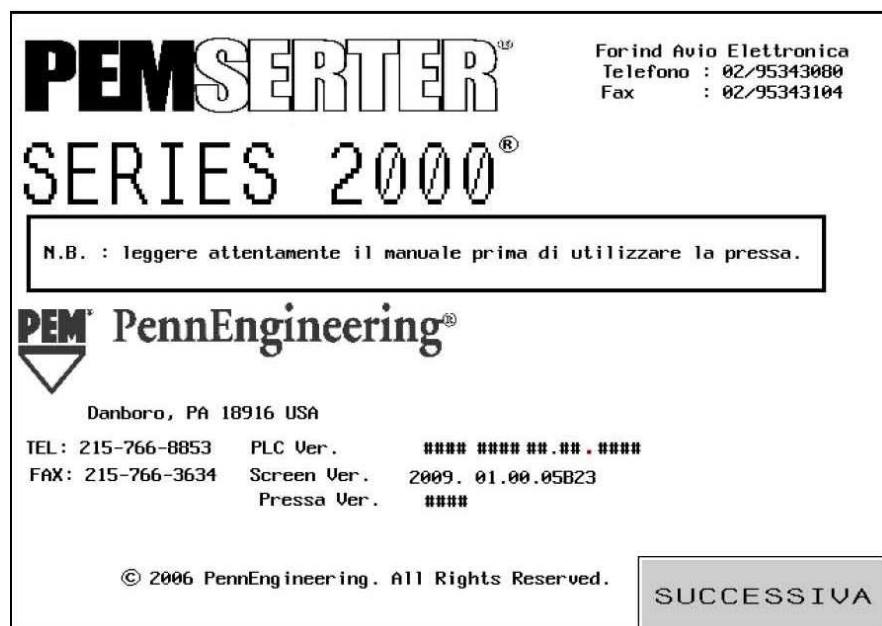 PEMSERTER®
Forind Avio Elettronica
Telefono : 02/95343080
Fax : 02/95343104
SERIES 2000®
N.B. : leggere attentamente il manuale prima di utilizzare la pressa.
PEM® PennEngineering®
Danboro, PA 18916 USA
TEL: 215-766-8853 PLC Ver. #### #### ##.##.####
FAX: 215-766-3634 Screen Ver. 2009. 01.00.05B23
Pressa Ver. ####
© 2006 PennEngineering. All Rights Reserved.
SUCCESSIVA